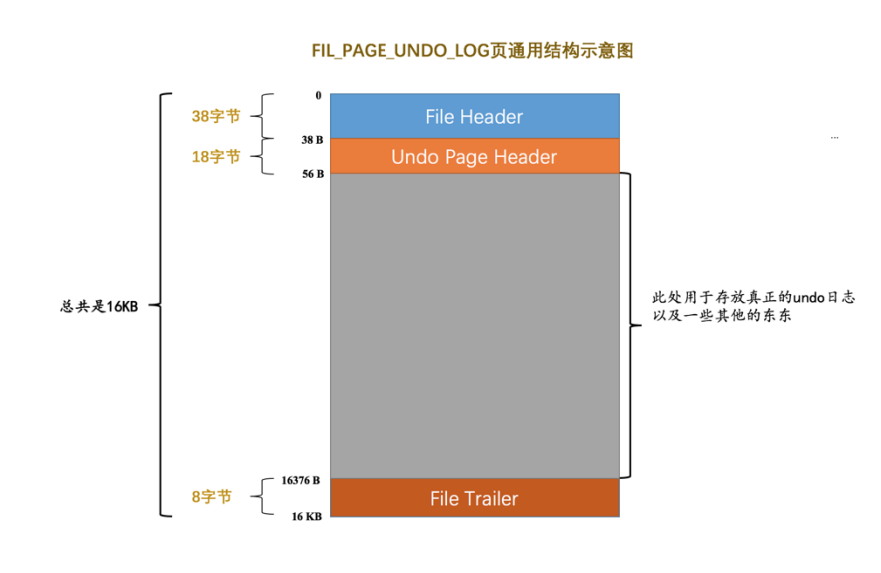 FIL_PAGE_UNDO_LOG页通用结构示意图
0
38字节
File Header
38 B
...
18字节
Undo Page Header
56 B
总共是16KB
此处用于存放真正的undo日志
以及一些其他的东东
16376 B
8字节
File Trailer
16 KB